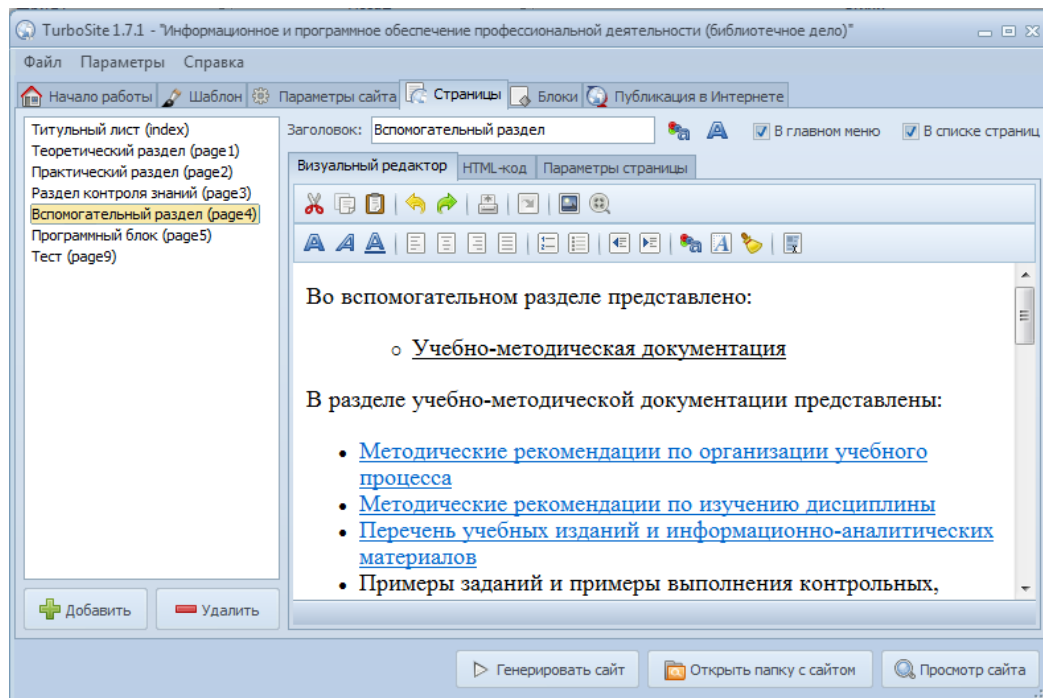 TurboSite 1.7.1 - "Информационное и программное обеспечение профессиональной деятельности (библиотечное дело)"
Файл Параметры Справка
Начало работы Шаблон Параметры сайта Страницы Блоки Публикация в Интернете
Титульный лист (index)
Теоретический раздел (page1)
Практический раздел (page2)
Раздел контроля знаний (page3)
Вспомогательный раздел (page4)
Программный блок (page5)
Тест (page9)
Добавить Удалить
Заголовок: Вспомогательный раздел В главном меню В списке страниц
Визуальный редактор HTML-код Параметры страницы
Во вспомогательном разделе представлено:
Учебно-методическая документация
В разделе учебно-методической документации представлены:
Методические рекомендации по организации учебного
процесса
Методические рекомендации по изучению дисциплины
Перечень учебных изданий и информационно-аналитических
материалов
Примеры заданий и примеры выполнения контрольных,
Генерировать сайт Открыть папку с сайтом Просмотр сайта